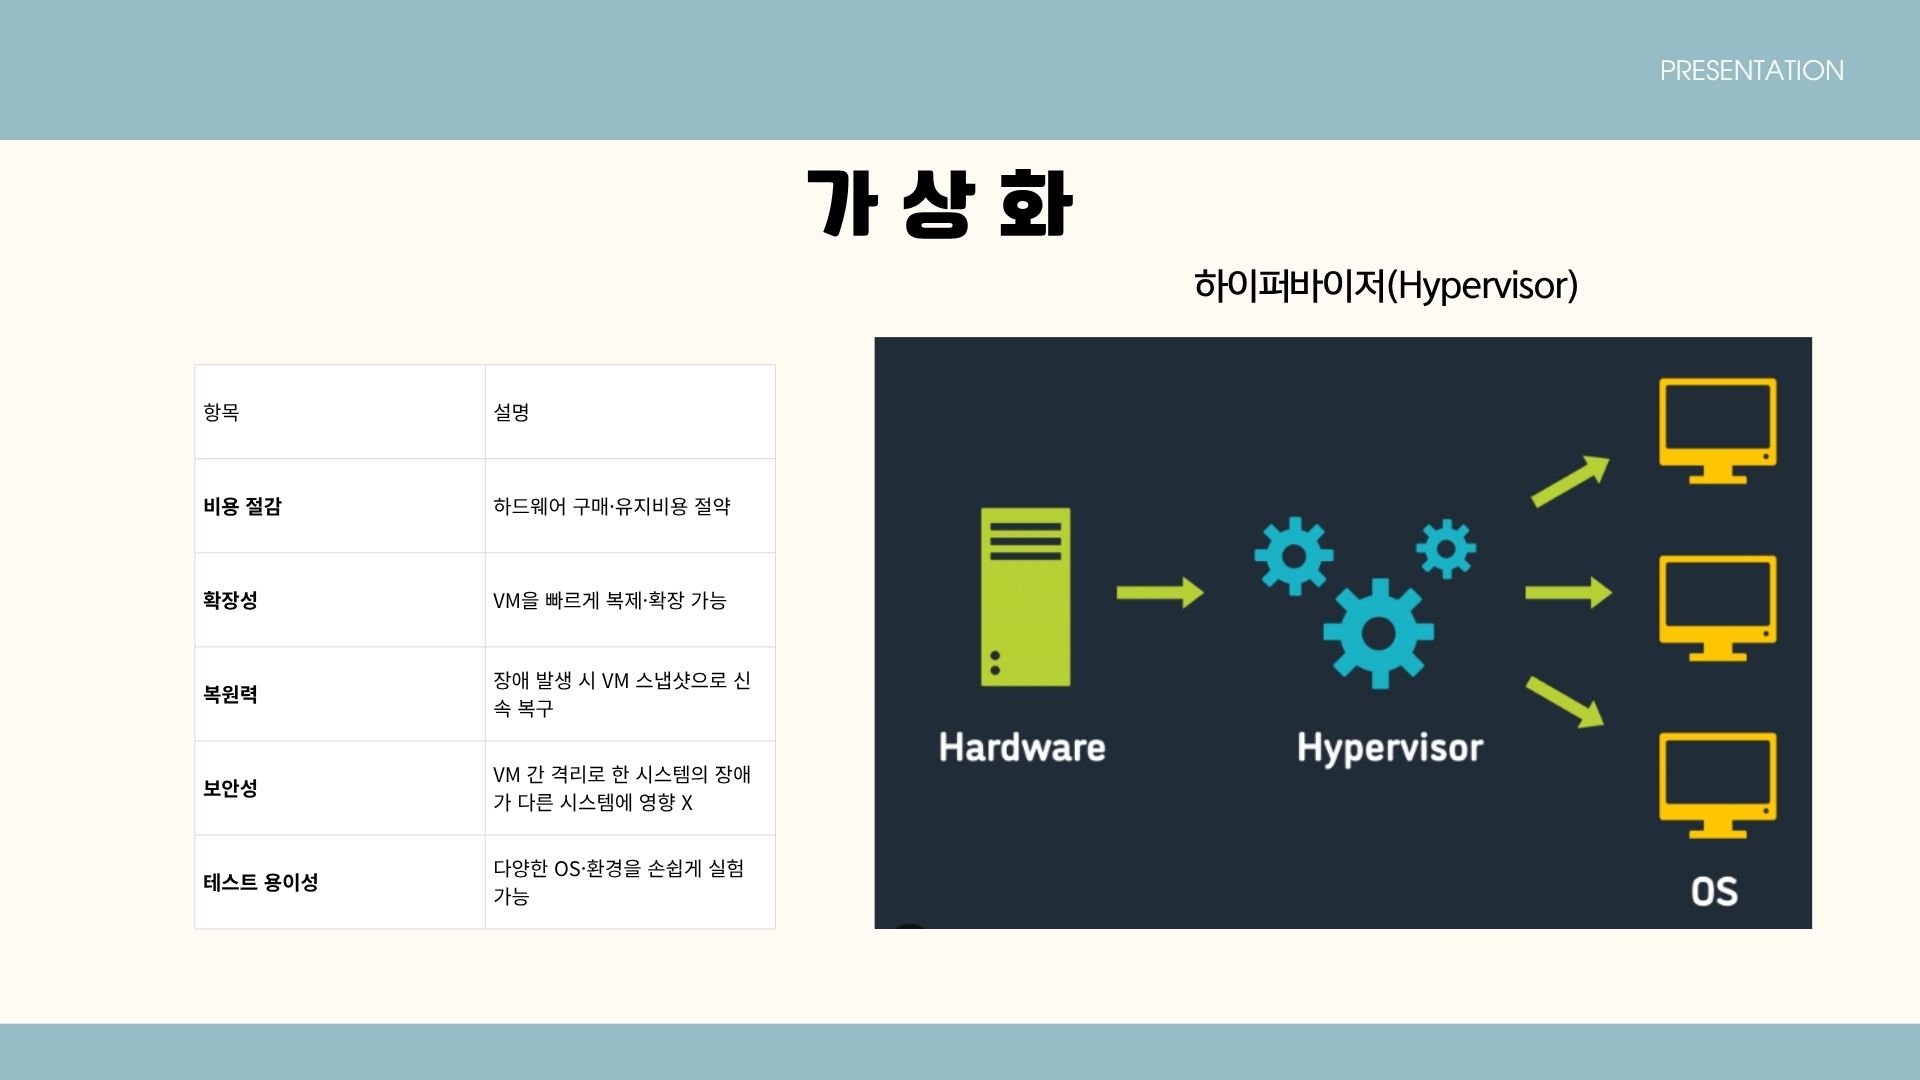 PRESENTATION
가 상 화
하이퍼바이저(Hypervisor)
항목
설명
비용 절감
하드웨어 구매·유지비용 절약
확장성
VM을 빠르게 복제·확장 가능
복원력
장애 발생 시 VM 스냅샷으로 신
속 복구
보안성
VM 간 격리로 한 시스템의 장애
가 다른 시스템에 영향 X
테스트 용이성
다양한 OS·환경을 손쉽게 실험
가능
Hardware
Hypervisor
OS